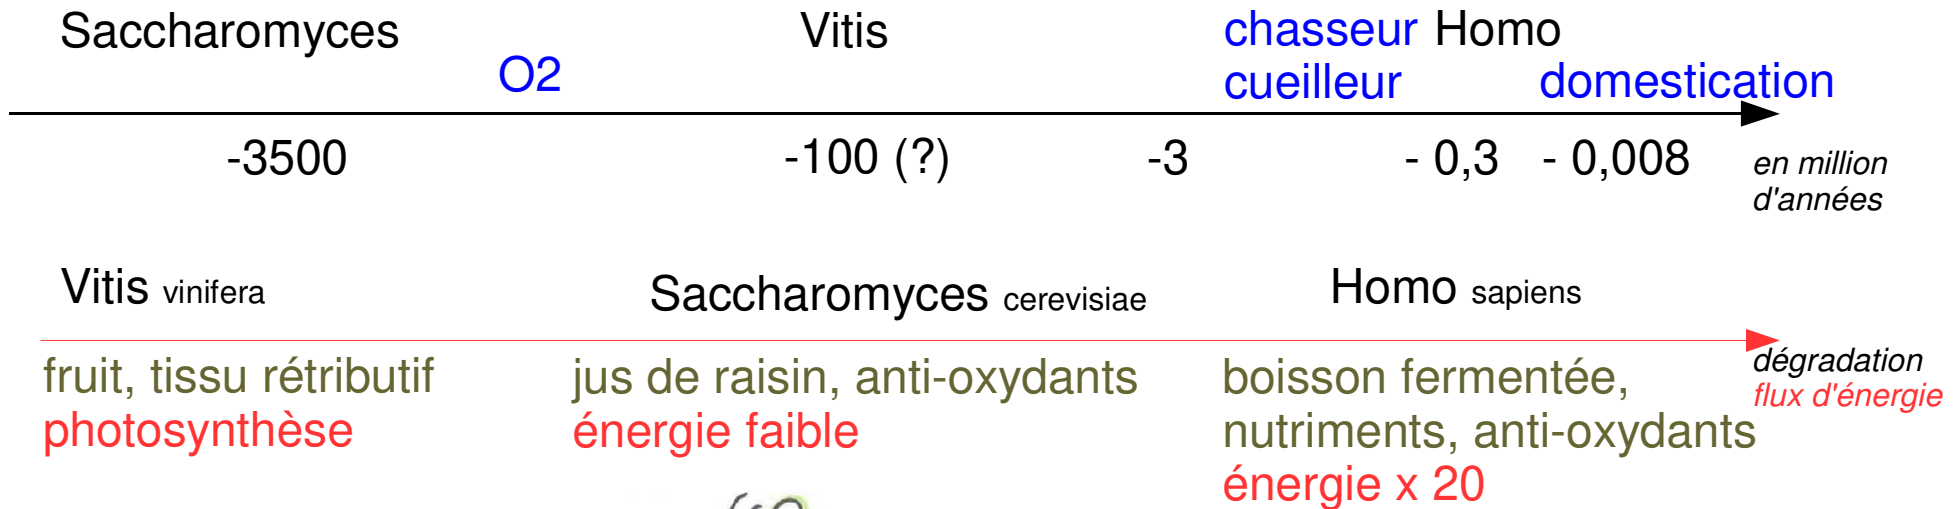 Saccharomyces Vitis chasseur Homo
O2 cueilleur domestication
-3500 -100 (?) -3 - 0,3 - 0,008 en million
d'années
Vitis vinifera Saccharomyces cerevisiae Homo sapiens
fruit, tissu rétributif jus de raisin, anti-oxydants boisson fermentée, dégradation
photosynthèse énergie faible nutriments, anti-oxydants flux d'énergie
énergie x 20